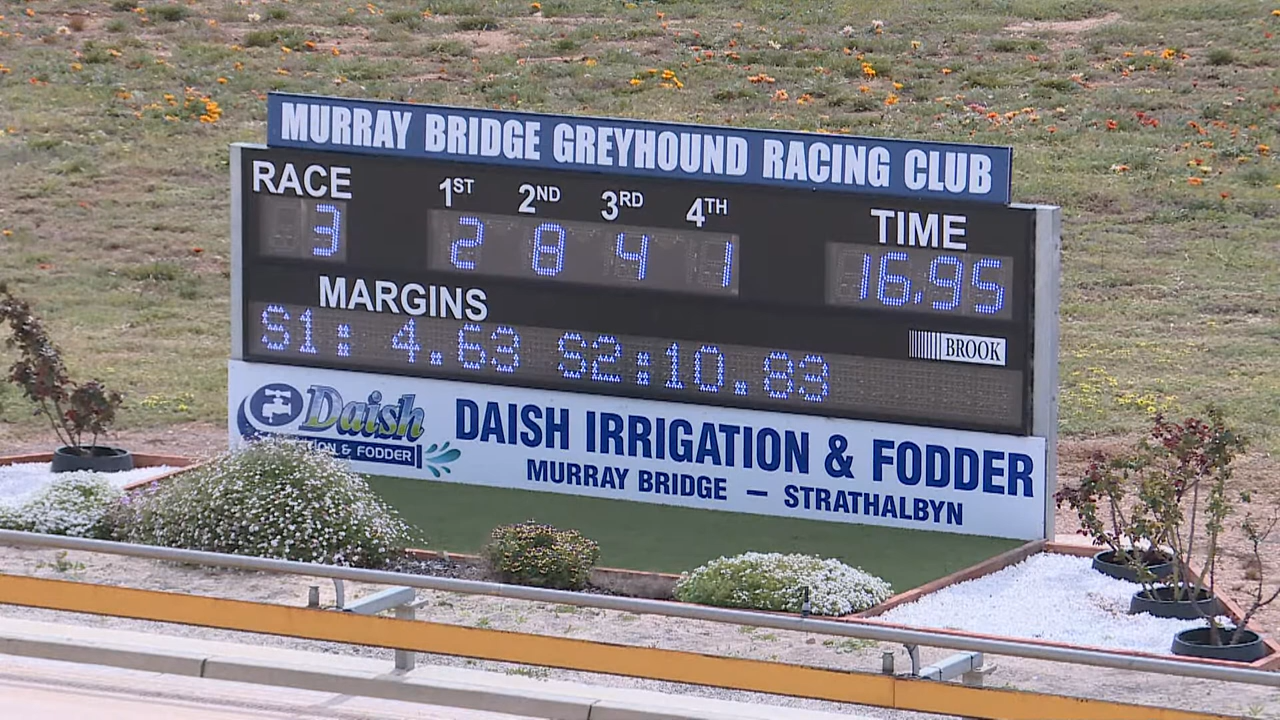 MURRAY BRIDGE GREYHOUND RACING CLUB
RACE 1ST 2ND 3RD 4TH TIME
3 2 8 4 1 16.95
MARGINS
S1: 4.63 S2:10.83
BROOK
Daish
& FODDER
DAISH IRRIGATION & FODDER
MURRAY BRIDGE — STRATHALBYN